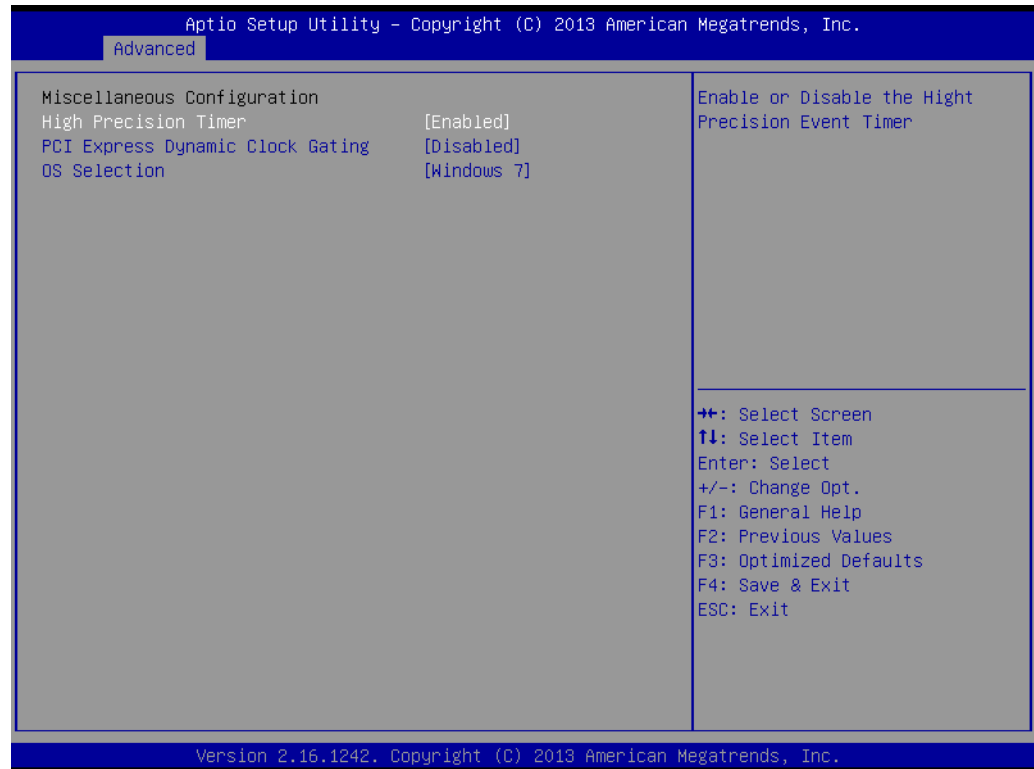 Aptio Setup Utility – Copyright (C) 2013 American Megatrends, Inc.
Advanced
Miscellaneous Configuration
High Precision Timer [Enabled]
PCI Express Dynamic Clock Gating [Disabled]
OS Selection [Windows 7]
Enable or Disable the Hight
Precision Event Timer
→←: Select Screen
↑↓: Select Item
Enter: Select
+/-: Change Opt.
F1: General Help
F2: Previous Values
F3: Optimized Defaults
F4: Save & Exit
ESC: Exit
Version 2.16.1242. Copyright (C) 2013 American Megatrends, Inc.